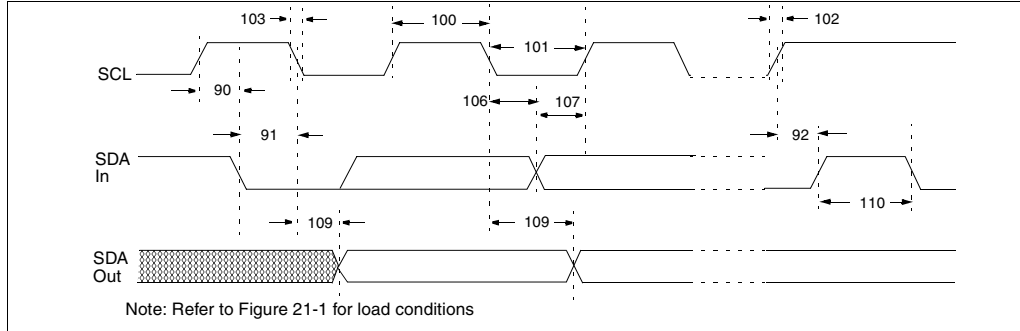 103
100
102
101
SCL
90
106
107
91
92
SDA
In
110
109
109
SDA
Out
Note: Refer to Figure 21-1 for load conditions